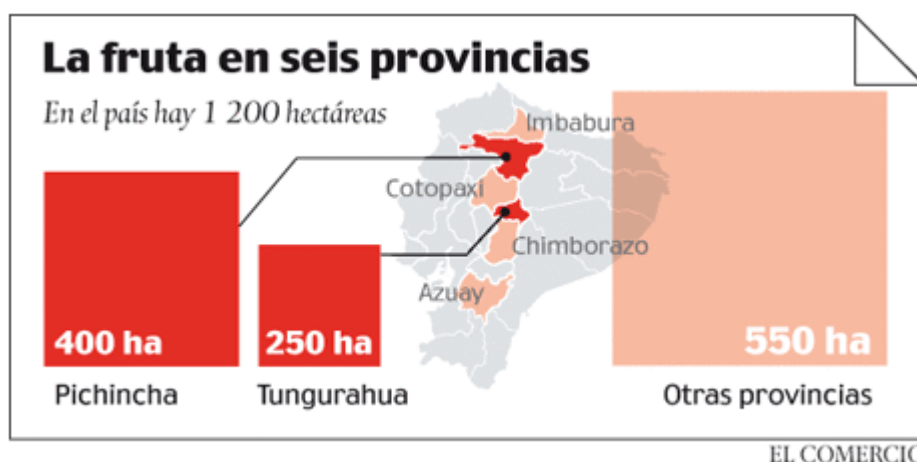 La fruta en seis provincias
En el país hay 1 200 hectáreas
Imbabura
Cotopaxi
Chimborazo
Azuay
400 ha
250 ha
550 ha
Pichincha
Tungurahua
Otras provincias
EL COMERCIO